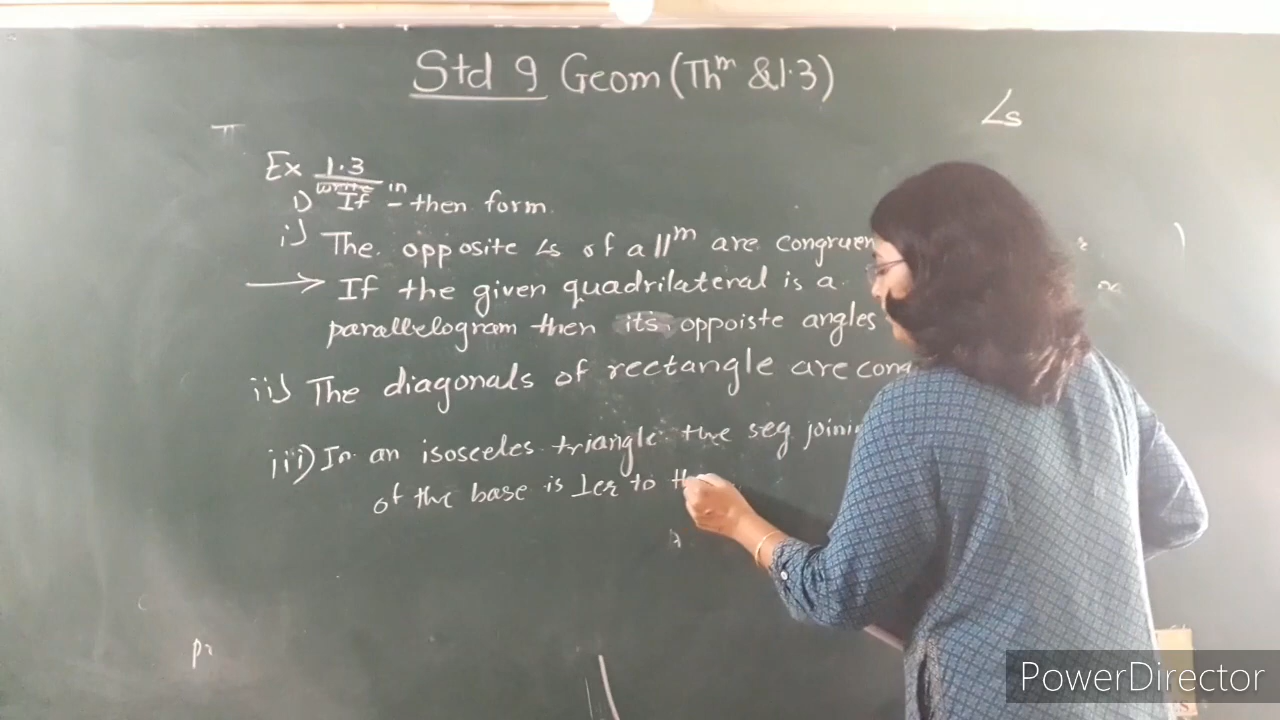 Std 9 Geom (Thm & 1.3)
∠s
Ex 1.3
1) Write If - then form in
i) The opposite ∠s of a ||m are congruen
→ If the given quadrilateral is a
parallelogram then its oppoiste angles
ii) The diagonals of rectangle are cong
iii) In an isosceles triangle the seg joini
of the base is ⊥er to th
PowerDirector